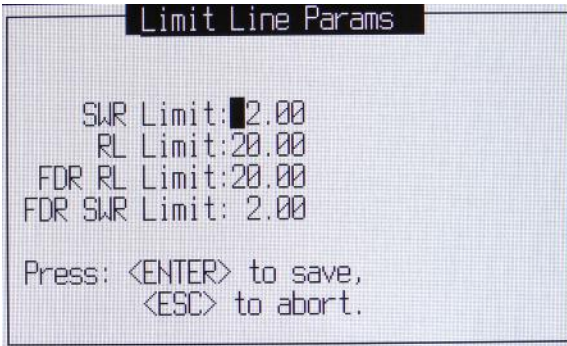 Limit Line Params
SWR Limit: 2.00
RL Limit:20.00
FDR RL Limit:20.00
FDR SWR Limit: 2.00
Press: <ENTER> to save,
<ESC> to abort.